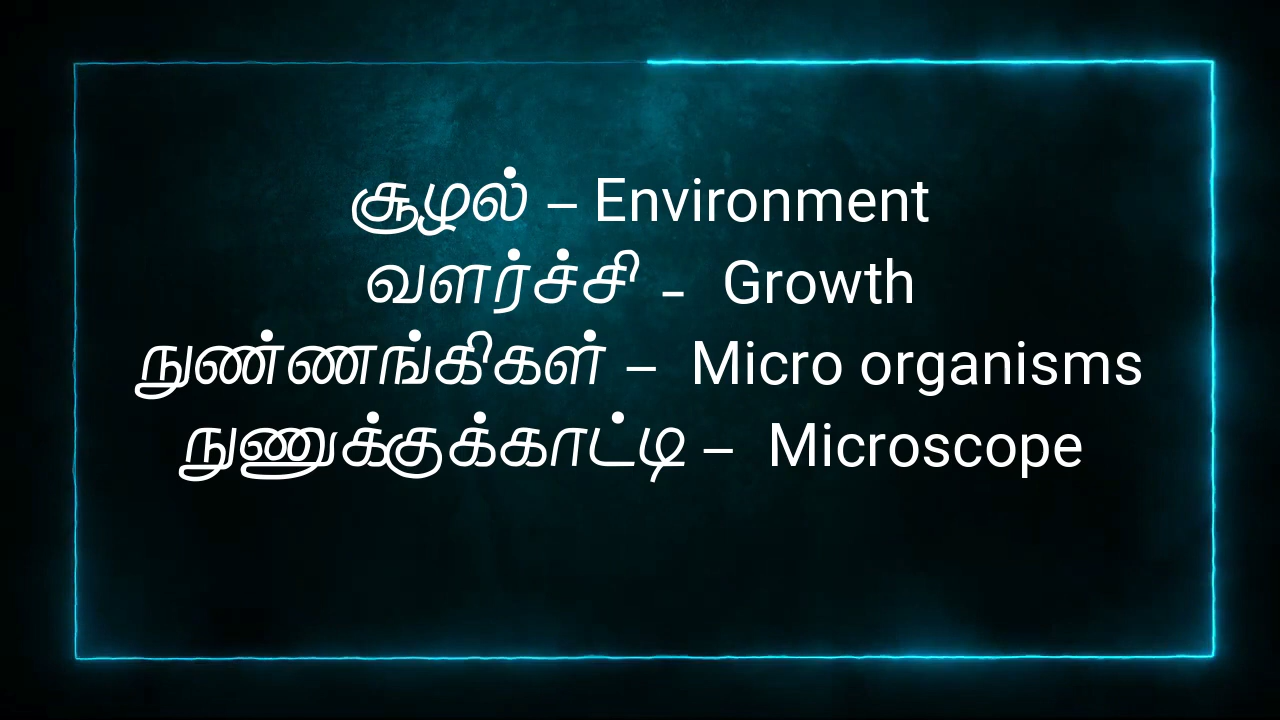 சூழல் – Environment
வளர்ச்சி – Growth
நுண்ணங்கிகள் – Micro organisms
நுணுக்குக்காட்டி – Microscope